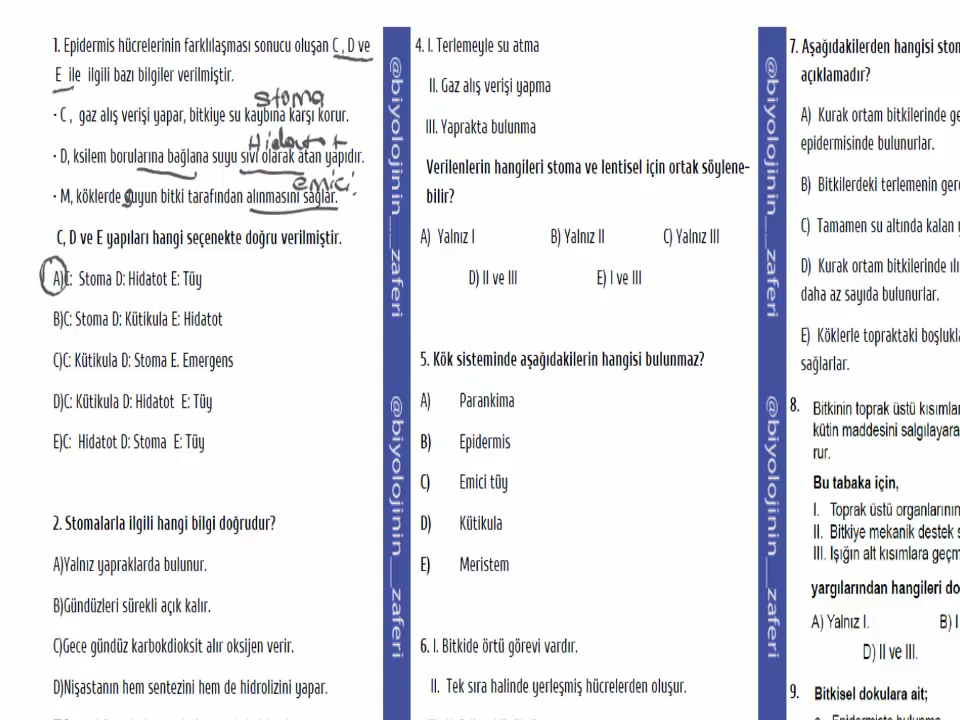 1. Epidermis hücrelerinin farklılaşması sonucu oluşan C , D ve
E ile ilgili bazı bilgiler verilmiştir.
stoma
• C , gaz alış verişi yapar, bitkiye su kaybına karşı korur.
Hidatot
• D, ksilem borularına bağlana suyu sıvı olarak atan yapıdır.
emici
• M, köklerde suyun bitki tarafından alınmasını sağlar.
C, D ve E yapıları hangi seçenekte doğru verilmiştir.
A)C: Stoma D: Hidatot E: Tüy
B)C: Stoma D: Kütikula E: Hidatot
C)C: Kütikula D: Stoma E. Emergens
D)C: Kütikula D: Hidatot E: Tüy
E)C: Hidatot D: Stoma E: Tüy
2. Stomalarla ilgili hangi bilgi doğrudur?
A)Yalnız yapraklarda bulunur.
B)Gündüzleri sürekli açık kalır.
C)Gece gündüz karbokdioksit alır oksijen verir.
D)Nişastanın hem sentezini hem de hidrolizini yapar.
@biyolojinin__zaferi
@biyolojinin__zaferi
4. I. Terlemeyle su atma
II. Gaz alış verişi yapma
III. Yaprakta bulunma
Verilenlerin hangileri stoma ve lentisel için ortak söylene-
bilir?
A) Yalnız I B) Yalnız II C) Yalnız III
D) II ve III E) I ve III
5. Kök sisteminde aşağıdakilerin hangisi bulunmaz?
A) Parankima
B) Epidermis
C) Emici tüy
D) Kütikula
E) Meristem
6. I. Bitkide örtü görevi vardır.
II. Tek sıra halinde yerleşmiş hücrelerden oluşur.
@biyolojinin__zaferi
@biyolojinin__zaferi
7. Aşağıdakilerden hangisi stom
açıklamadır?
A) Kurak ortam bitkilerinde ge
epidermisinde bulunurlar.
B) Bitkilerdeki terlemenin gere
C) Tamamen su altında kalan y
D) Kurak ortam bitkilerinde ılı
daha az sayıda bulunurlar.
E) Köklerle topraktaki boşlukla
sağlarlar.
8. Bitkinin toprak üstü kısımlar
kütin maddesini salgılayara
rur.
Bu tabaka için,
I. Toprak üstü organlarının
II. Bitkiye mekanik destek s
III. Işığın alt kısımlara geçm
yargılarından hangileri do
A) Yalnız I. B) I
D) II ve III.
9. Bitkisel dokulara ait;